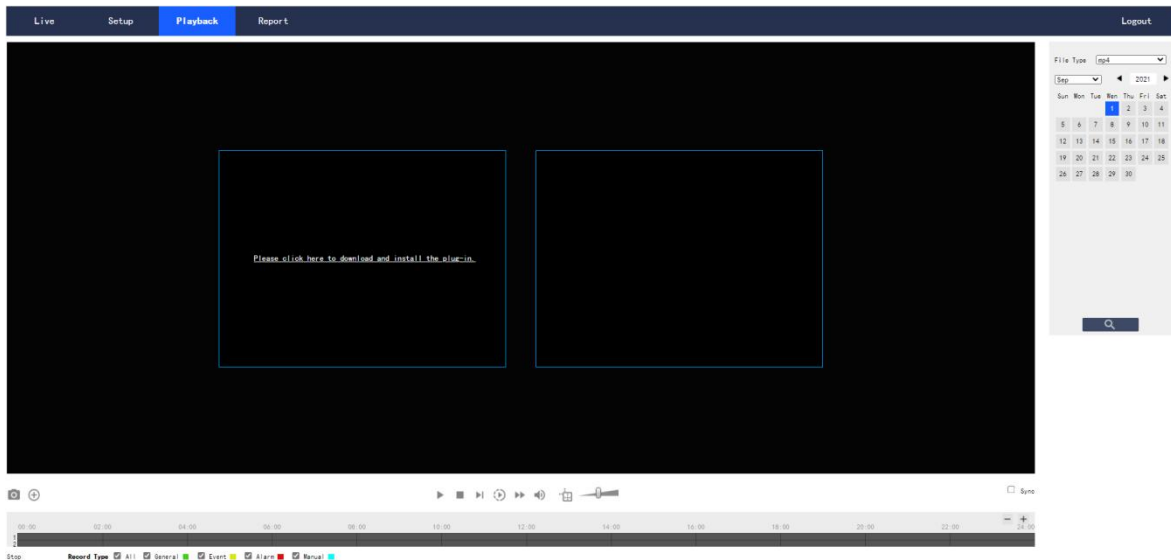 Live Setup Playback Report Logout
File Type mp4
Sep 2021
Sun Mon Tue Wen Thu Fri Sat
1 2 3 4
5 6 7 8 9 10 11
12 13 14 15 16 17 18
19 20 21 22 23 24 25
26 27 28 29 30
Please click here to download and install the plug-in.
Sync
00:00 02:00 04:00 06:00 08:00 10:00 12:00 14:00 16:00 18:00 20:00 22:00 24:00
1
2
Stop Record Type All General Event Alarm Manual